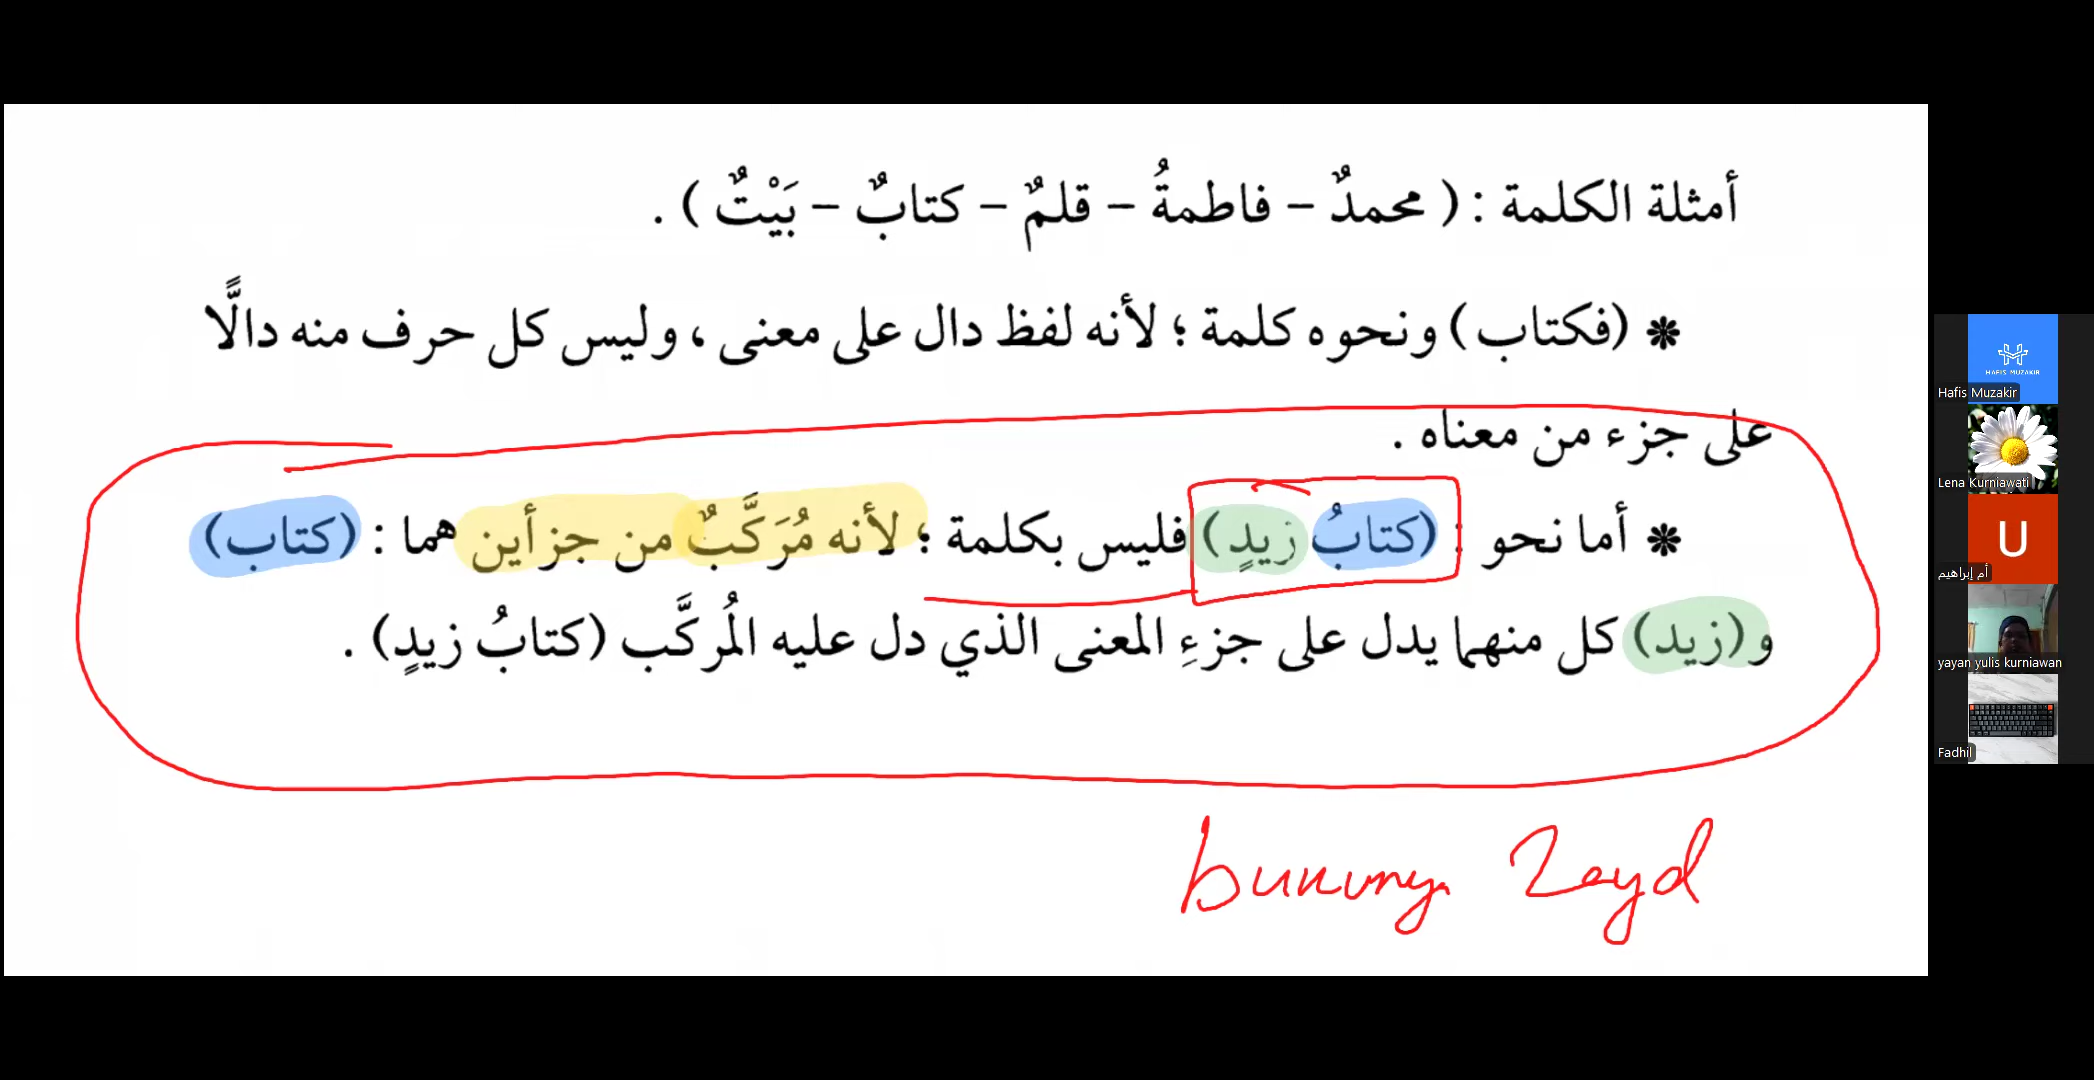 أمثلة الكلمة : ( محمدٌ – فاطمةُ – قلمٌ – كتابٌ – بَيْتٌ ) .
❋ (فكتاب) ونحوه كلمة ؛ لأنه لفظ دال على معنى ، وليس كل حرف منه دالًّا
على جزء من معناه .
❋ أما نحو : (كتابُ زيدٍ) فليس بكلمة ؛ لأنه مُرَكَّبٌ من جزأين هما : (كتاب)
و(زيد) كل منهما يدل على جزءِ المعنى الذي دل عليه المُركَّب (كتابُ زيدٍ) .
Zayd
Hafis Muzakir
HAFIS MUZAKIR
Lena Kurniawati
U
أم إبراهيم
yayan yulis kurniawan
Fadhil